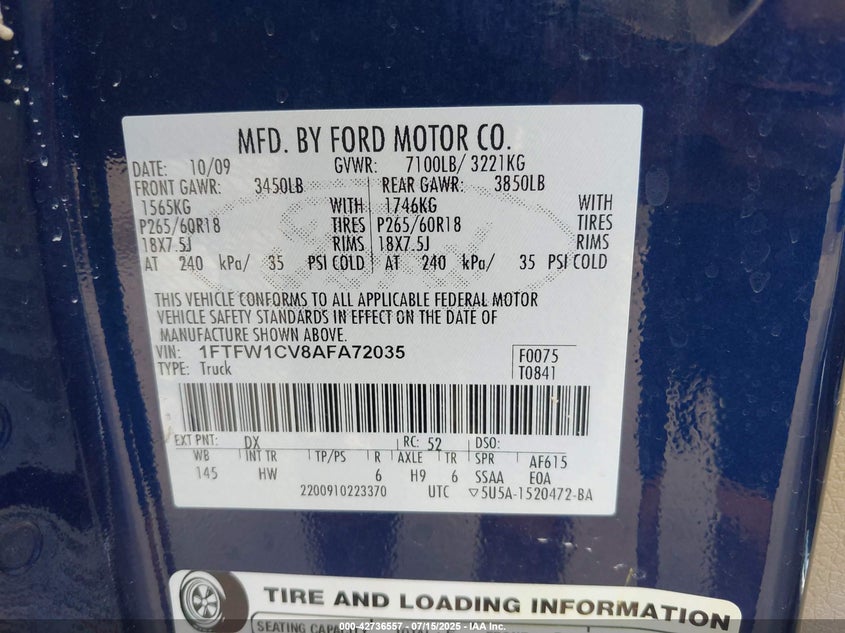 MFD. BY FORD MOTOR CO.
DATE: 10/09 GVWR: 7100LB/ 3221KG
FRONT GAWR: 3450LB REAR GAWR: 3850LB
1565KG WITH 1746KG WITH
P265/60R18 TIRES P265/60R18 TIRES
18X7.5J RIMS 18X7.5J RIMS
AT 240 kPa/ 35 PSI COLD AT 240 kPa/ 35 PSI COLD
THIS VEHICLE CONFORMS TO ALL APPLICABLE FEDERAL MOTOR
VEHICLE SAFETY STANDARDS IN EFFECT ON THE DATE OF
MANUFACTURE SHOWN ABOVE.
VIN: 1FTFW1CV8AFA72035 F0075
TYPE: Truck T0841
EXT PNT: DX RC: 52 DSO:
WB INT TR TP/PS R AXLE TR SPR AF615
145 HW 6 H9 6 SSAA E0A
2200910223370 UTC ▽5U5A-1520472-BA
TIRE AND LOADING INFORMATION
SEATING CAPACITY
000-42736557 - 07/15/2025 - IAA Inc.